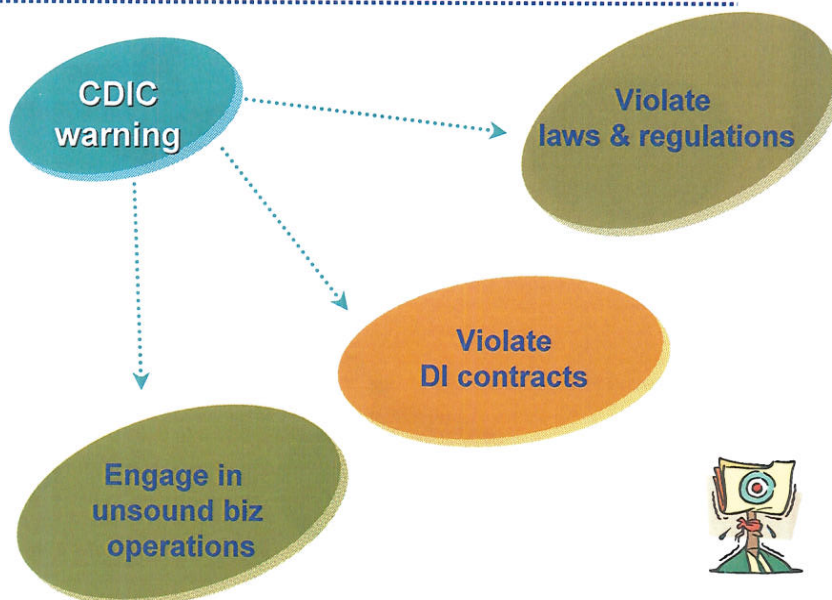 CDIC
warning
Violate
laws & regulations
Violate
DI contracts
Engage in
unsound biz
operations